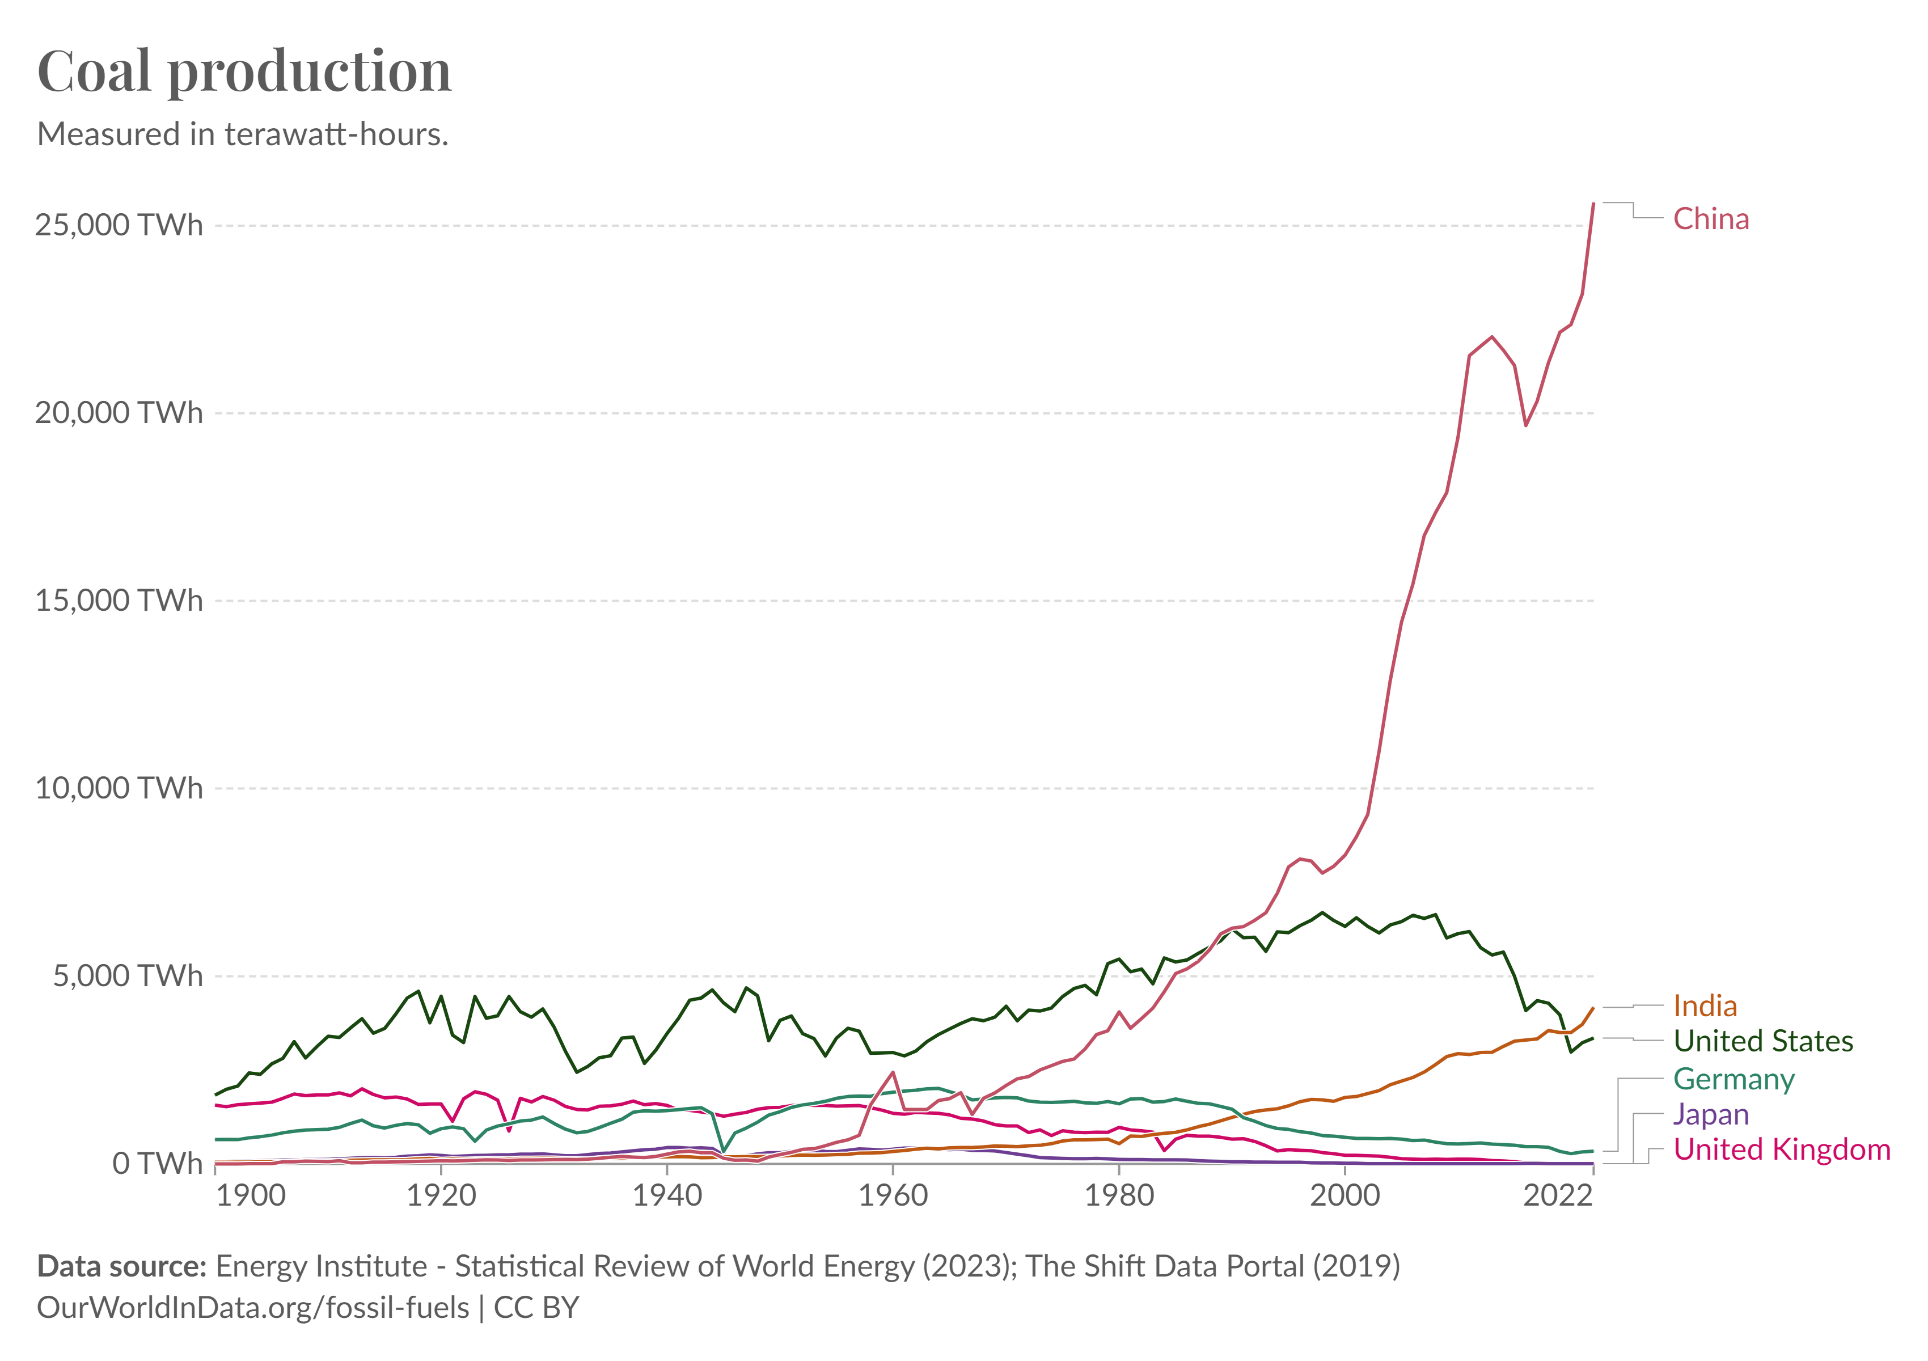 Coal production
Measured in terawatt-hours.
25,000 TWh
20,000 TWh
15,000 TWh
10,000 TWh
5,000 TWh
0 TWh
1900 1920 1940 1960 1980 2000 2022
China
India
United States
Germany
Japan
United Kingdom
Data source: Energy Institute - Statistical Review of World Energy (2023); The Shift Data Portal (2019)
OurWorldInData.org/fossil-fuels | CC BY